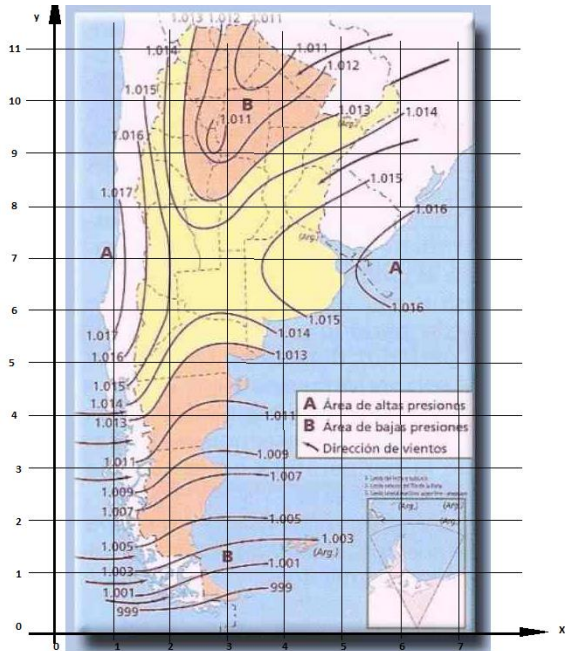 y
1.013 1.012 1.011
11
1.014
1.011
1.012
1.015
10
B
1.011
1.013
(Arg.)
1.014
1.016
9
1.015
1.017
8
1.016
(Arg.)
A
7
A
6
1.016
1.015
1.017
1.014
1.016
1.013
5
1.015
1.014
4
1.011
1.013
A Área de altas presiones
B Área de bajas presiones
Dirección de vientos
3
1.011
1.009
1.007
1.009
1.007
(Arg.)
(Arg.)
2
1.005
(Arg.)
1.005
1.003
(Arg.)
B
1.003
1.001
1
1.001
999
999
0
x
0 1 2 3 4 5 6 7